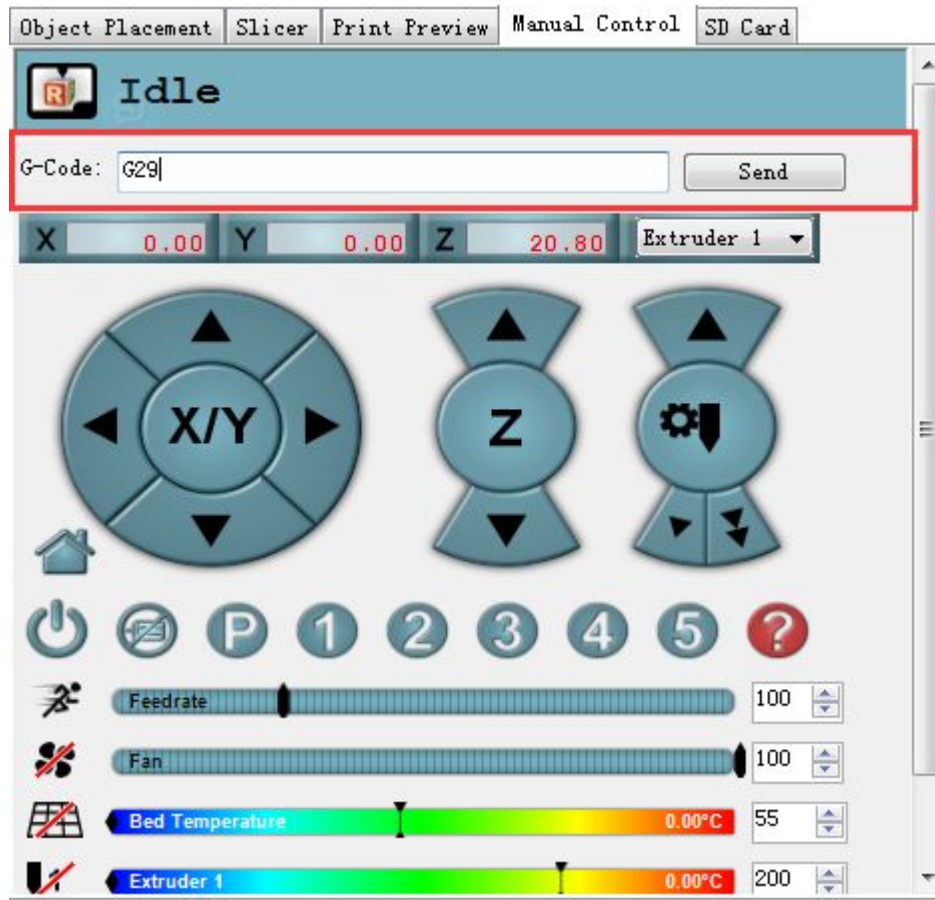 Object Placement Slicer Print Preview Manual Control SD Card
R Idle
G-Code: G29 Send
X 0.00 Y 0.00 Z 20.80 Extruder 1
X/Y Z
P 1 2 3 4 5 ?
Feedrate 100
Fan 100
Bed Temperature 0.00°C 55
1 Extruder 1 0.00°C 200